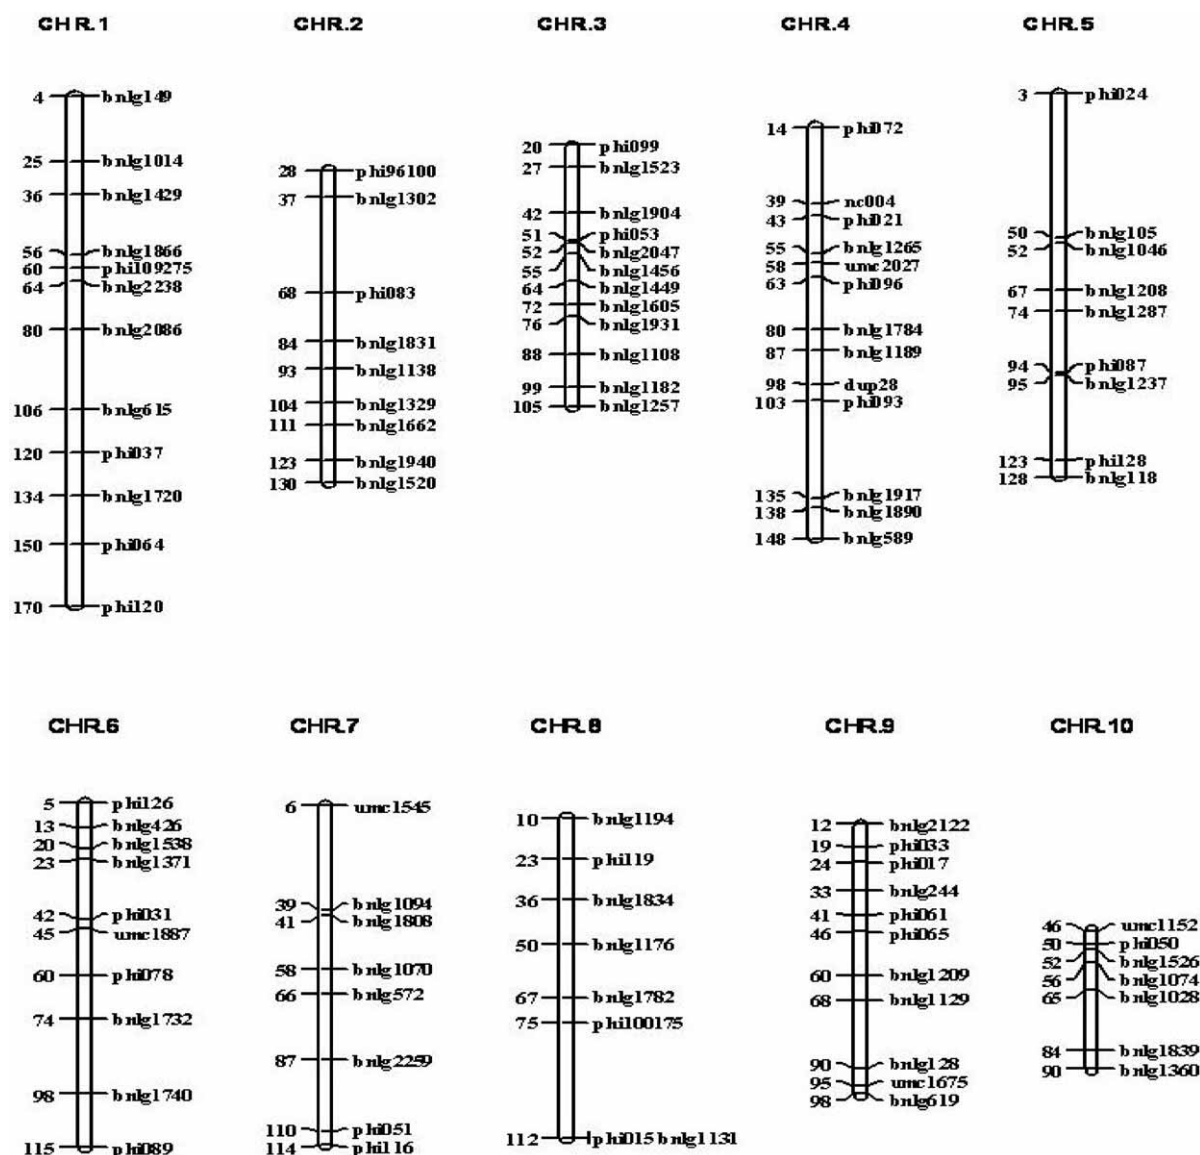 CHR.1
4 bnlg149
25 bnlg1014
36 bnlg1429
56 bnlg1866
60 phi109275
64 bnlg2238
80 bnlg2086
106 bnlg615
120 phi037
134 bnlg1720
150 phi064
170 phi120
CHR.2
28 phi96100
37 bnlg1302
68 phi083
84 bnlg1831
93 bnlg1138
104 bnlg1329
111 bnlg1662
123 bnlg1940
130 bnlg1520
CHR.3
20 phi099
27 bnlg1523
42 bnlg1904
51 phi053
52 bnlg2047
55 bnlg1456
64 bnlg1449
72 bnlg1605
76 bnlg1931
88 bnlg1108
99 bnlg1182
105 bnlg1257
CHR.4
14 phi072
39 nc004
43 phi021
55 bnlg1265
58 umc2027
63 phi096
80 bnlg1784
87 bnlg1189
98 dup28
103 phi093
135 bnlg1917
138 bnlg1890
148 bnlg589
CHR.5
3 phi024
50 bnlg105
52 bnlg1046
67 bnlg1208
74 bnlg1287
94 phi087
95 bnlg1237
123 phi128
128 bnlg118
CHR.6
5 phi126
13 bnlg426
20 bnlg1538
23 bnlg1371
42 phi031
45 umc1887
60 phi078
74 bnlg1732
98 bnlg1740
115 phi089
CHR.7
6 umc1545
39 bnlg1094
41 bnlg1808
58 bnlg1070
66 bnlg572
87 bnlg2259
110 phi051
114 phi116
CHR.8
10 bnlg1194
23 phi119
36 bnlg1834
50 bnlg1176
67 bnlg1782
75 phi100175
112 phi015 bnlg1131
CHR.9
12 bnlg2122
19 phi033
24 phi017
33 bnlg244
41 phi061
46 phi065
60 bnlg1209
68 bnlg1129
90 bnlg128
95 umc1675
98 bnlg619
CHR.10
46 umc1152
50 phi050
52 bnlg1526
56 bnlg1074
65 bnlg1028
84 bnlg1839
90 bnlg1360